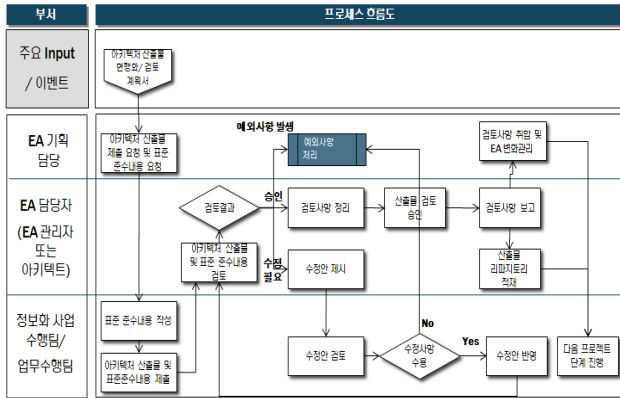 부서
프로세스 흐름도
주요 Input
/ 이벤트
아키텍처 산출물
현행화/ 검토
계획서
EA 기획
담당
아키텍처 산출물
제출 요청 및 표준
준수내용 요청
예외사항 발생
예외사항
처리
검토사항 취합 및
EA 변화관리
EA 담당자
(EA 관리자
또는
아키텍트)
검토결과
승인
검토사항 정리
산출물 검토
승인
검토사항 보고
아키텍처 산출물
및 표준 준수내용
검토
수정
필요
수정안 제시
산출물
리파지토리
적재
정보화 사업
수행팀/
업무수행팀
표준 준수내용 작성
아키텍처 산출물 및
표준준수내용 제출
수정안 검토
No
수정사항
수용
Yes
수정안 반영
다음 프로젝트
단계 진행